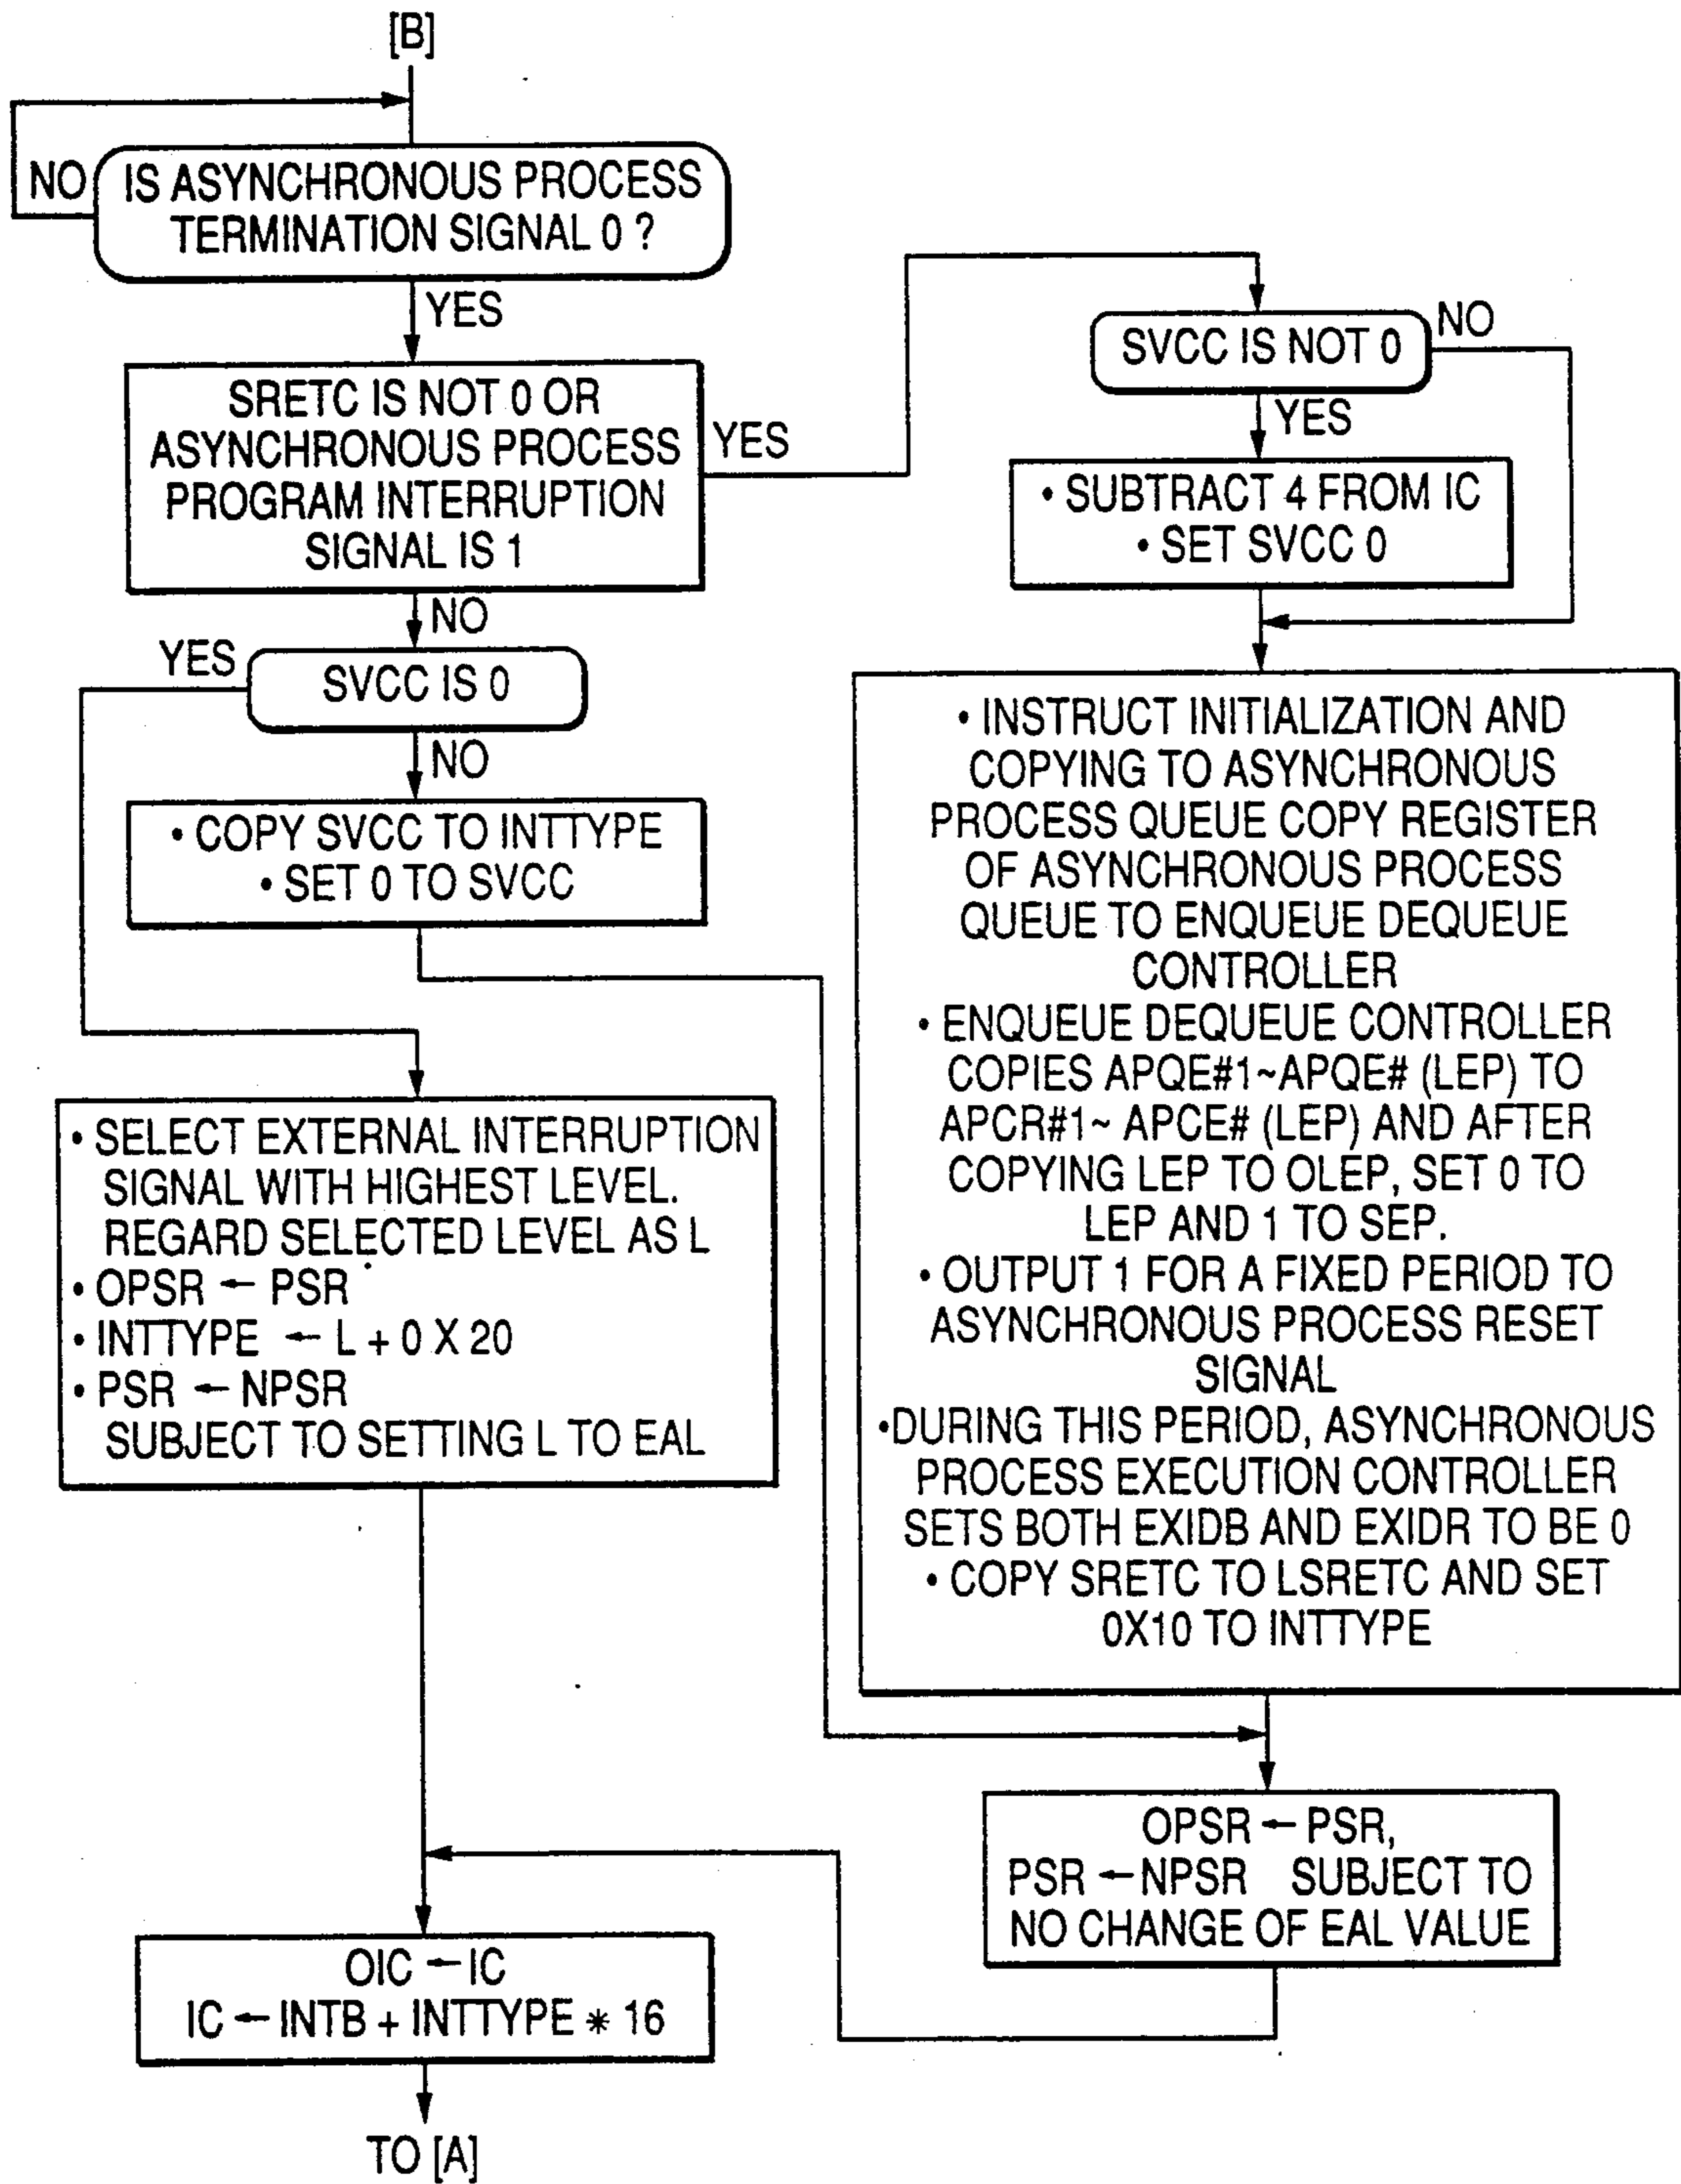 [B]
NO
IS ASYNCHRONOUS PROCESS
TERMINATION SIGNAL 0 ?
YES
SRETC IS NOT 0 OR
ASYNCHRONOUS PROCESS
PROGRAM INTERRUPTION
SIGNAL IS 1
YES
NO
SVCC IS NOT 0
NO
YES
• SUBTRACT 4 FROM IC
• SET SVCC 0
YES
SVCC IS 0
NO
• COPY SVCC TO INTTYPE
• SET 0 TO SVCC
• SELECT EXTERNAL INTERRUPTION
SIGNAL WITH HIGHEST LEVEL.
REGARD SELECTED LEVEL AS L
• OPSR ← PSR
• INTTYPE ← L + 0 X 20
• PSR ← NPSR
SUBJECT TO SETTING L TO EAL
• INSTRUCT INITIALIZATION AND
COPYING TO ASYNCHRONOUS
PROCESS QUEUE COPY REGISTER
OF ASYNCHRONOUS PROCESS
QUEUE TO ENQUEUE DEQUEUE
CONTROLLER
• ENQUEUE DEQUEUE CONTROLLER
COPIES APQE#1~APQE# (LEP) TO
APCR#1~ APCE# (LEP) AND AFTER
COPYING LEP TO OLEP, SET 0 TO
LEP AND 1 TO SEP.
• OUTPUT 1 FOR A FIXED PERIOD TO
ASYNCHRONOUS PROCESS RESET
SIGNAL
•DURING THIS PERIOD, ASYNCHRONOUS
PROCESS EXECUTION CONTROLLER
SETS BOTH EXIDB AND EXIDR TO BE 0
• COPY SRETC TO LSRETC AND SET
0X10 TO INTTYPE
OPSR ← PSR,
PSR ← NPSR SUBJECT TO
NO CHANGE OF EAL VALUE
OIC ← IC
IC ← INTB + INTTYPE * 16
TO [A]